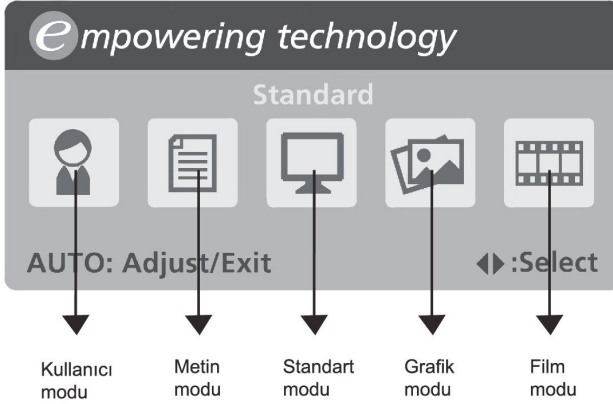 empowering technology
Standard
AUTO: Adjust/Exit
:Select
Kullanıcı modu
Metin modu
Standart modu
Grafik modu
Film modu